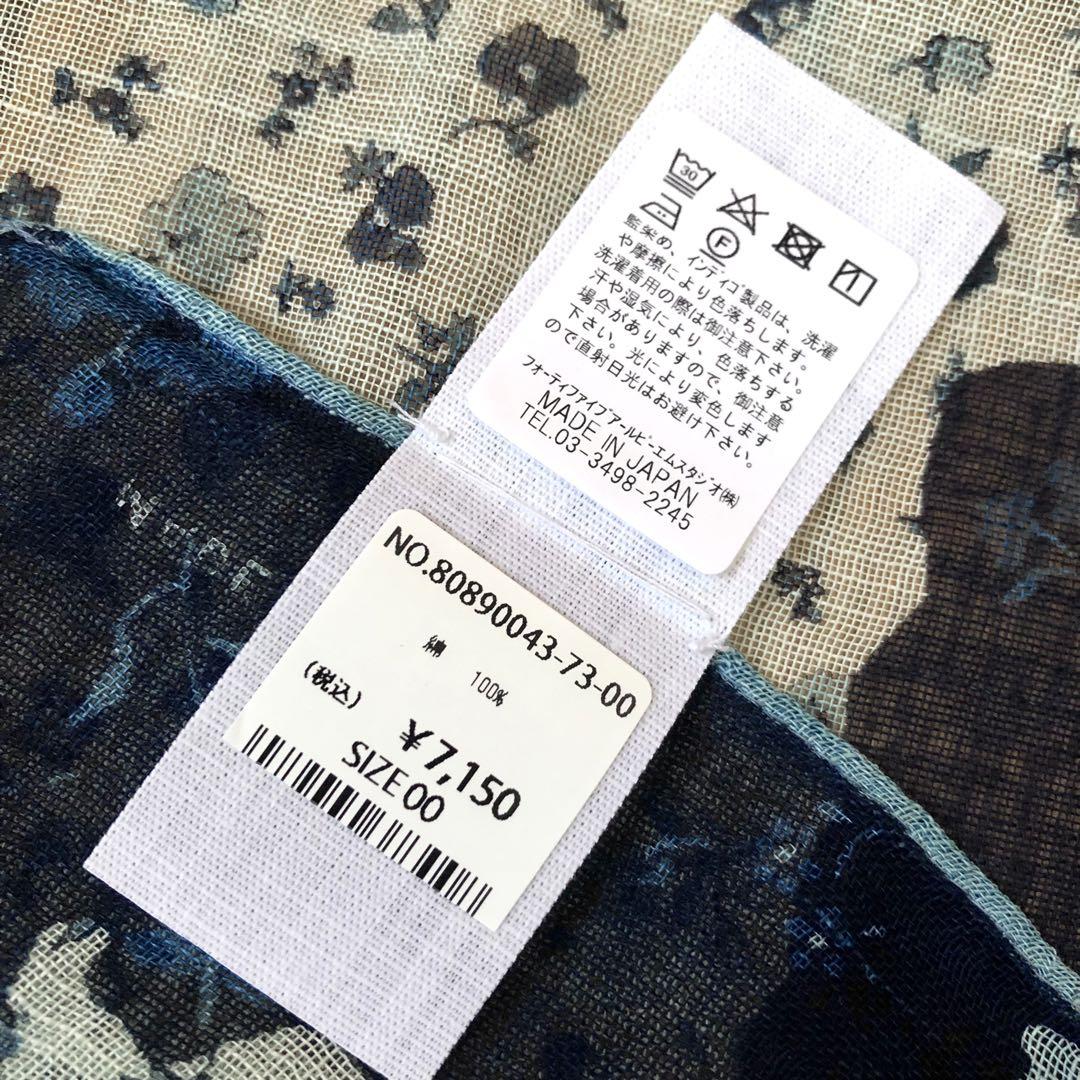 30
F
藍染め、インディゴ製品は、洗濯
や摩擦により色落ちします。
洗濯着用の際は御注意下さい。
汗や湿気により、色落ちする
場合がありますので、御注意
下さい。光により変色します
ので直射日光はお避け下さい。
フォーティファイブアールピーエムスタジオ(株)
MADE IN JAPAN
TEL.03-3498-2245
NO.80890043-73-00
綿 100%
(税込)
¥7,150
SIZE 00